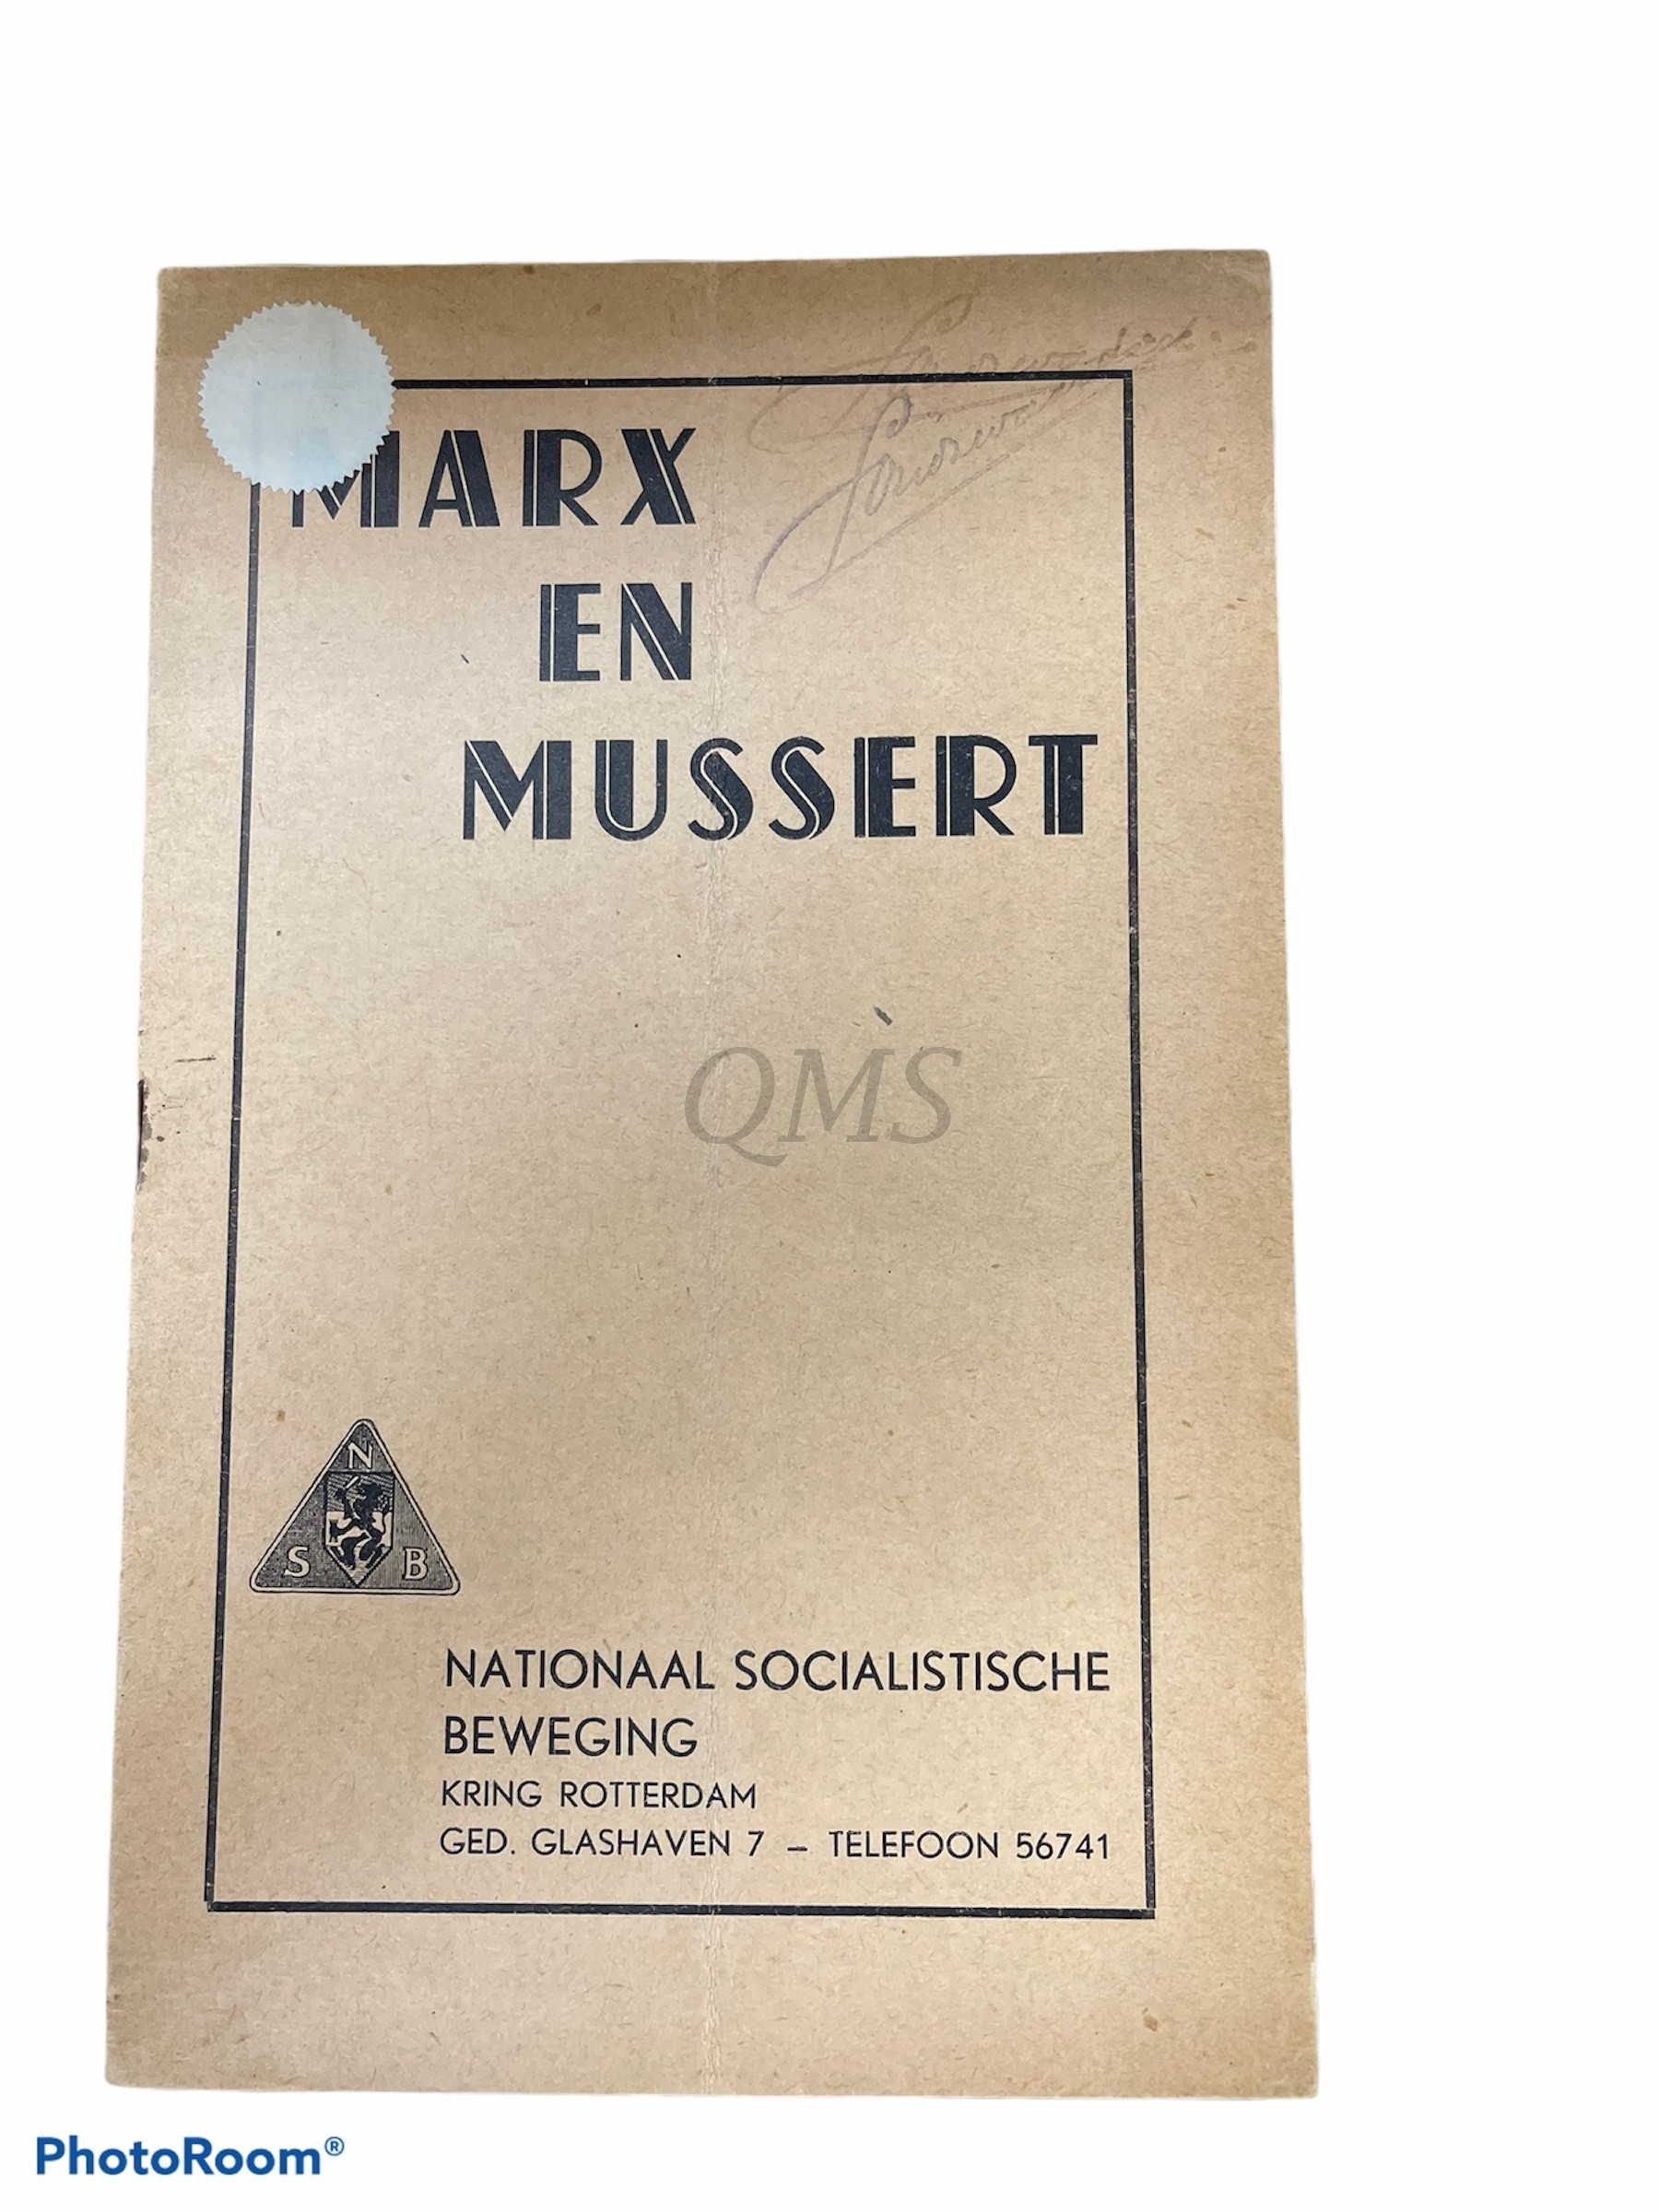 MARX
EN
MUSSERT
QMS
N
S B
NATIONAAL SOCIALISTISCHE
BEWEGING
KRING ROTTERDAM
GED. GLASHAVEN 7 – TELEFOON 56741
PhotoRoom®